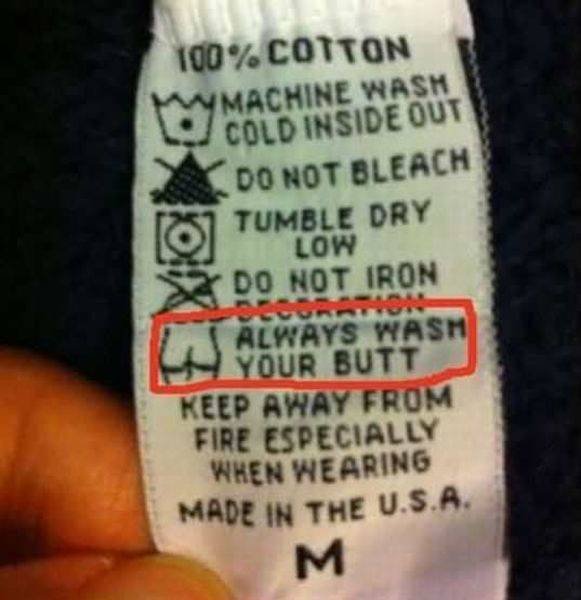 100% COTTON
MACHINE WASH
COLD INSIDE OUT
DO NOT BLEACH
TUMBLE DRY
LOW
DO NOT IRON
DECORATION
ALWAYS WASH
YOUR BUTT
KEEP AWAY FROM
FIRE ESPECIALLY
WHEN WEARING
MADE IN THE U.S.A.
M